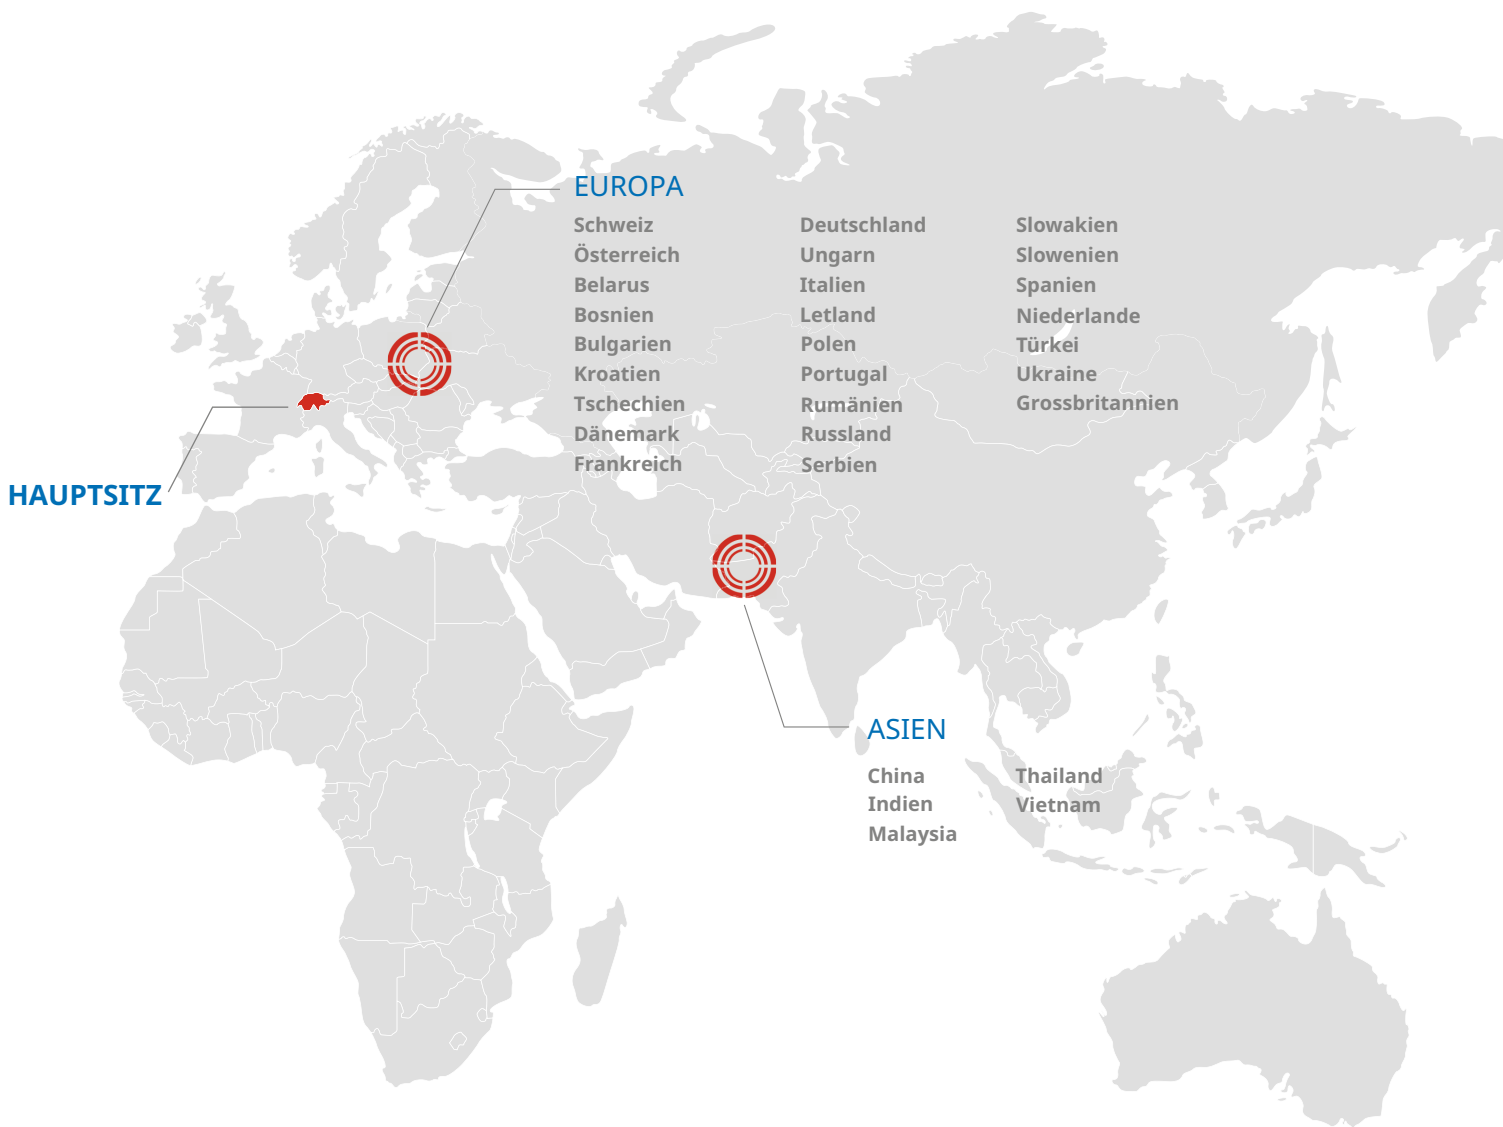 EUROPA
Schweiz
Österreich
Belarus
Bosnien
Bulgarien
Kroatien
Tschechien
Dänemark
Frankreich
Deutschland
Ungarn
Italien
Letland
Polen
Portugal
Rumänien
Russland
Serbien
Slowakien
Slowenien
Spanien
Niederlande
Türkei
Ukraine
Grossbritannien
HAUPTSITZ
ASIEN
China
Indien
Malaysia
Thailand
Vietnam